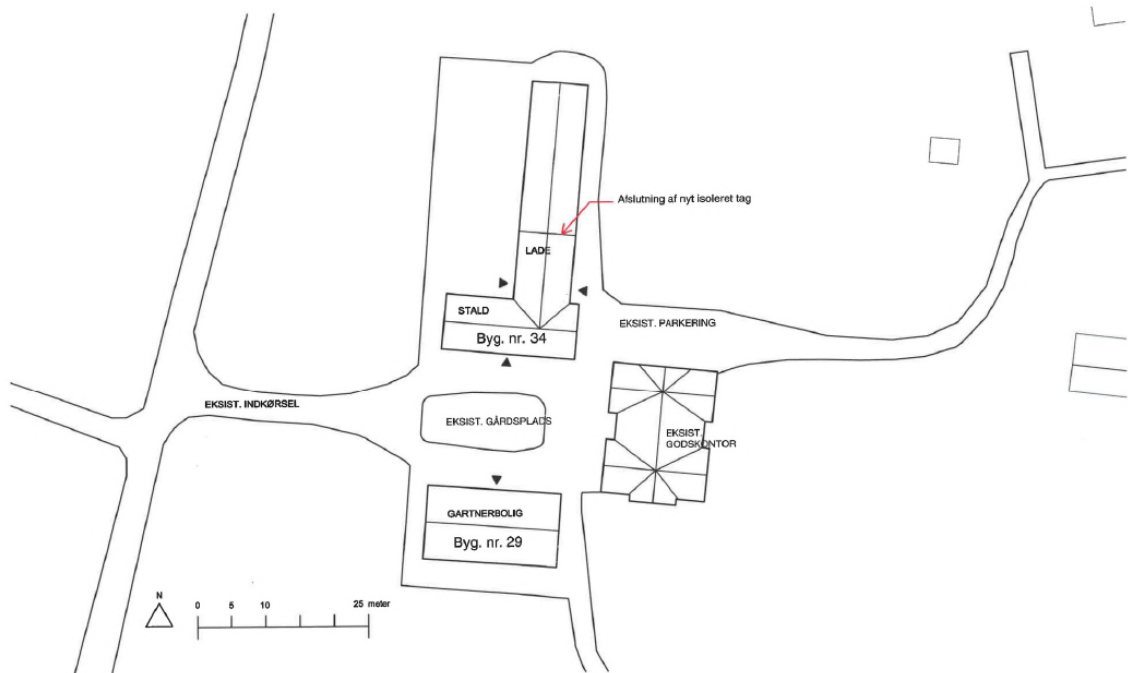 Afslutning af nyt isoleret tag
LADE
STALD
EKSIST. PARKERING
Byg. nr. 34
EKSIST. INDKØRSEL
EKSIST. GÅRDSPLADS
EKSIST.
GODSKONTOR
GARTNERBOLIG
Byg. nr. 29
N
0 5 10 25 meter